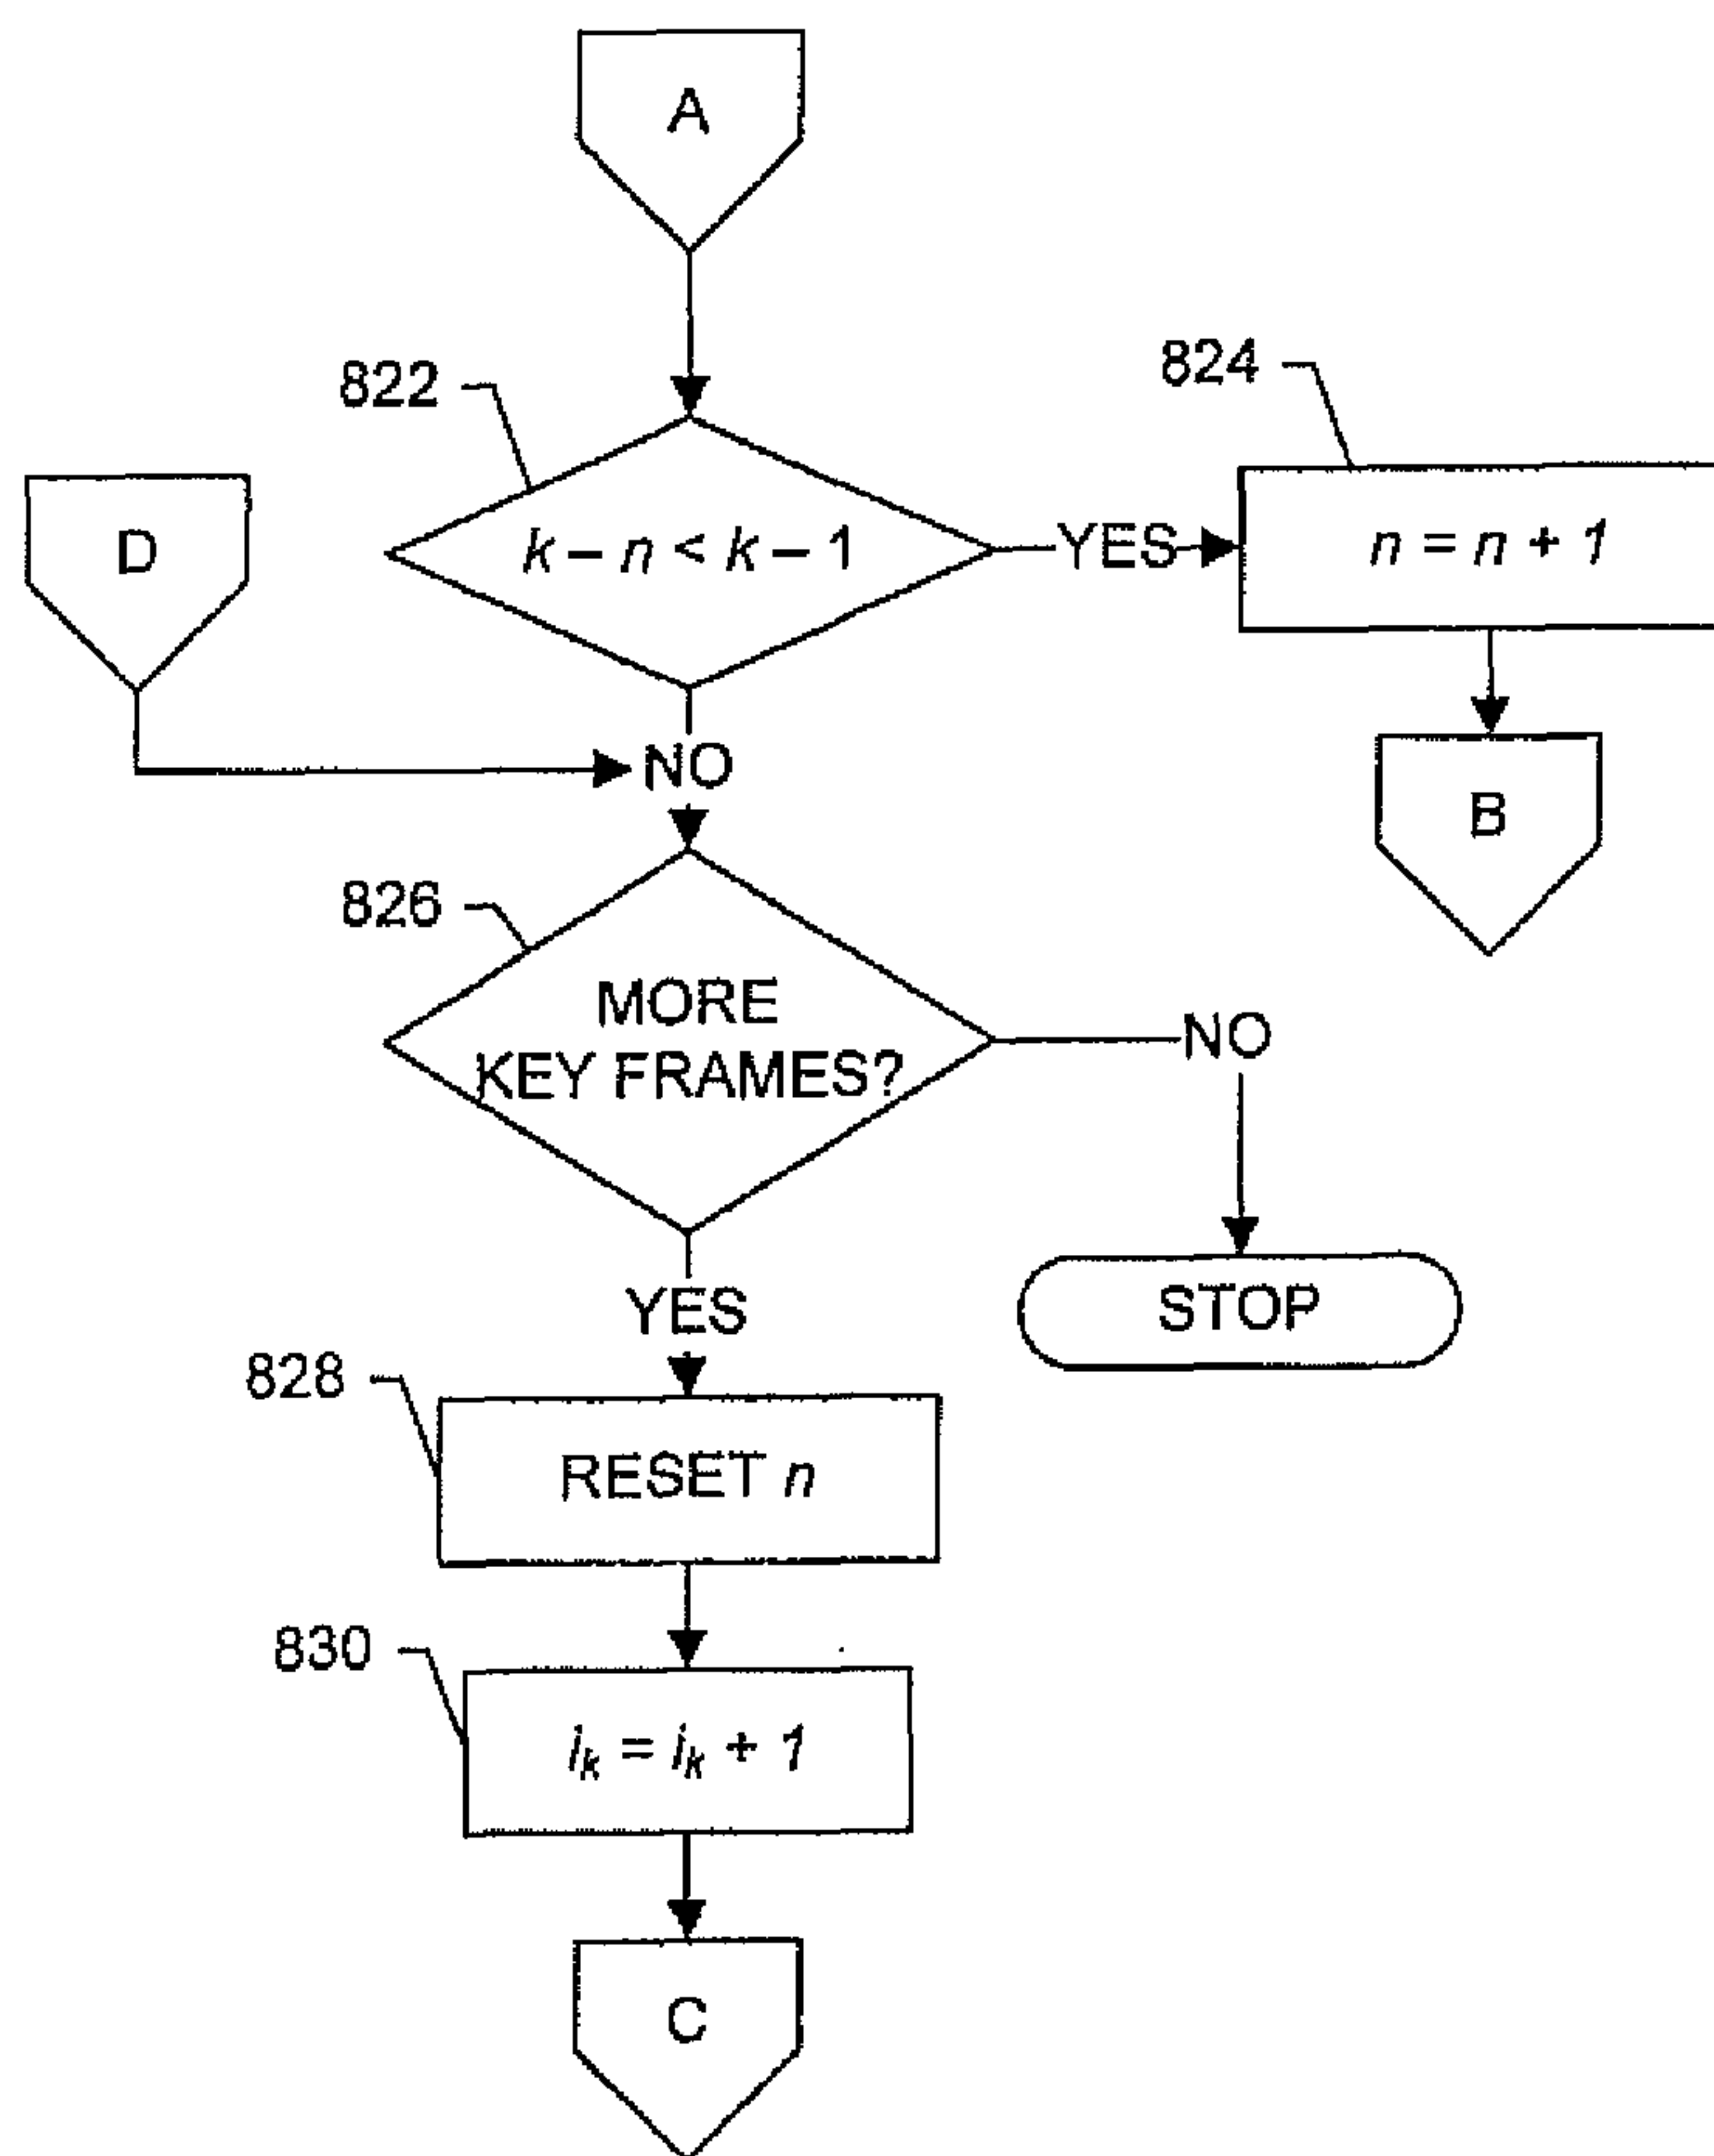 A
822
824
D
k – n < k – 1
YES
n = n + 1
NO
B
826
MORE
KEY FRAMES?
NO
YES
STOP
828
RESET n
830
iₖ = iₖ + 1
C